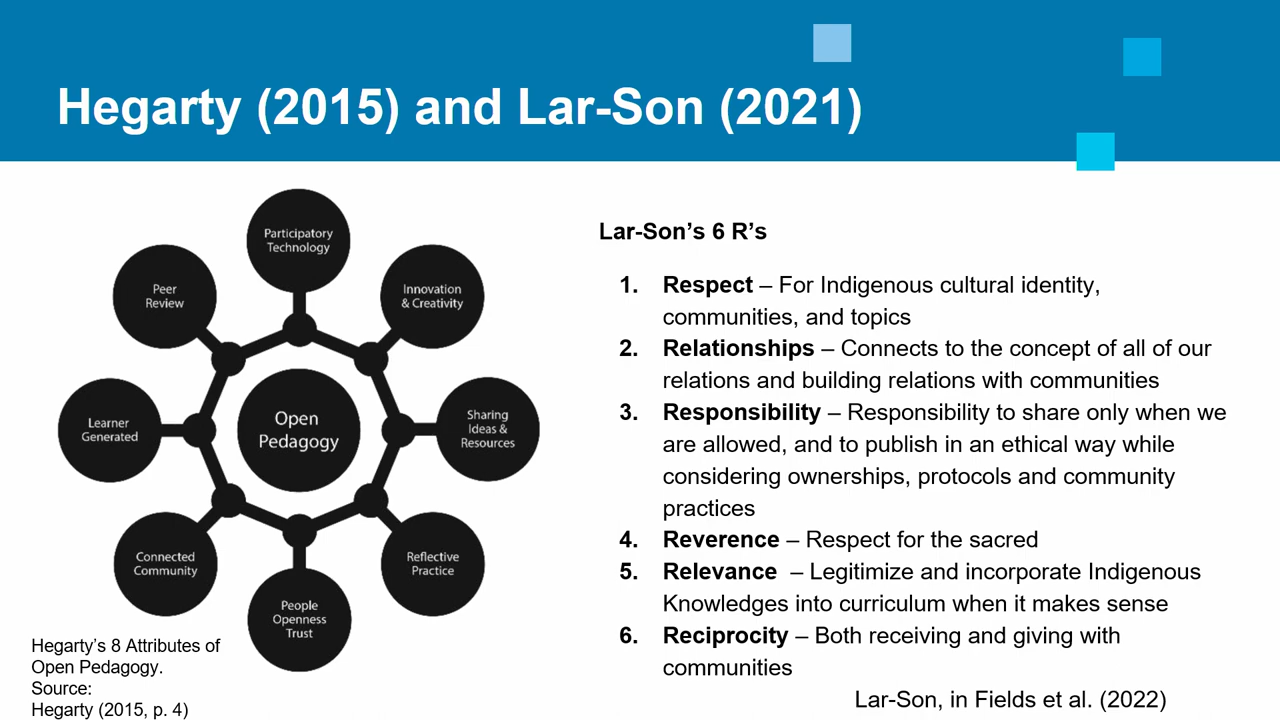 Hegarty (2015) and Lar-Son (2021)
Participatory
Technology
Innovation
& Creativity
Sharing
Ideas &
Resources
Reflective
Practice
People
Openness
Trust
Connected
Community
Learner
Generated
Peer
Review
Open
Pedagogy
Hegarty’s 8 Attributes of
Open Pedagogy.
Source:
Hegarty (2015, p. 4)
Lar-Son’s 6 R’s
1. Respect – For Indigenous cultural identity,
communities, and topics
2. Relationships – Connects to the concept of all of our
relations and building relations with communities
3. Responsibility – Responsibility to share only when we
are allowed, and to publish in an ethical way while
considering ownerships, protocols and community
practices
4. Reverence – Respect for the sacred
5. Relevance – Legitimize and incorporate Indigenous
Knowledges into curriculum when it makes sense
6. Reciprocity – Both receiving and giving with
communities
Lar-Son, in Fields et al. (2022)